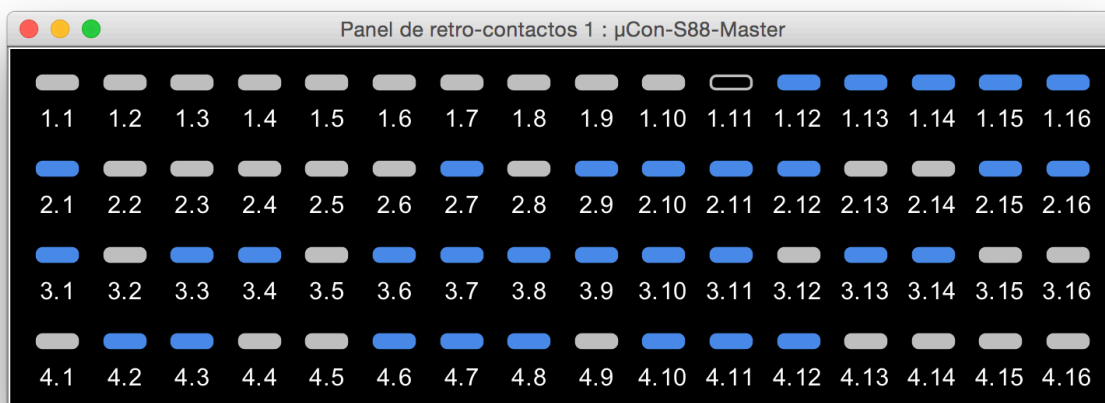 Panel de retro-contactos 1 : µCon-S88-Master
1.1 1.2 1.3 1.4 1.5 1.6 1.7 1.8 1.9 1.10 1.11 1.12 1.13 1.14 1.15 1.16
2.1 2.2 2.3 2.4 2.5 2.6 2.7 2.8 2.9 2.10 2.11 2.12 2.13 2.14 2.15 2.16
3.1 3.2 3.3 3.4 3.5 3.6 3.7 3.8 3.9 3.10 3.11 3.12 3.13 3.14 3.15 3.16
4.1 4.2 4.3 4.4 4.5 4.6 4.7 4.8 4.9 4.10 4.11 4.12 4.13 4.14 4.15 4.16